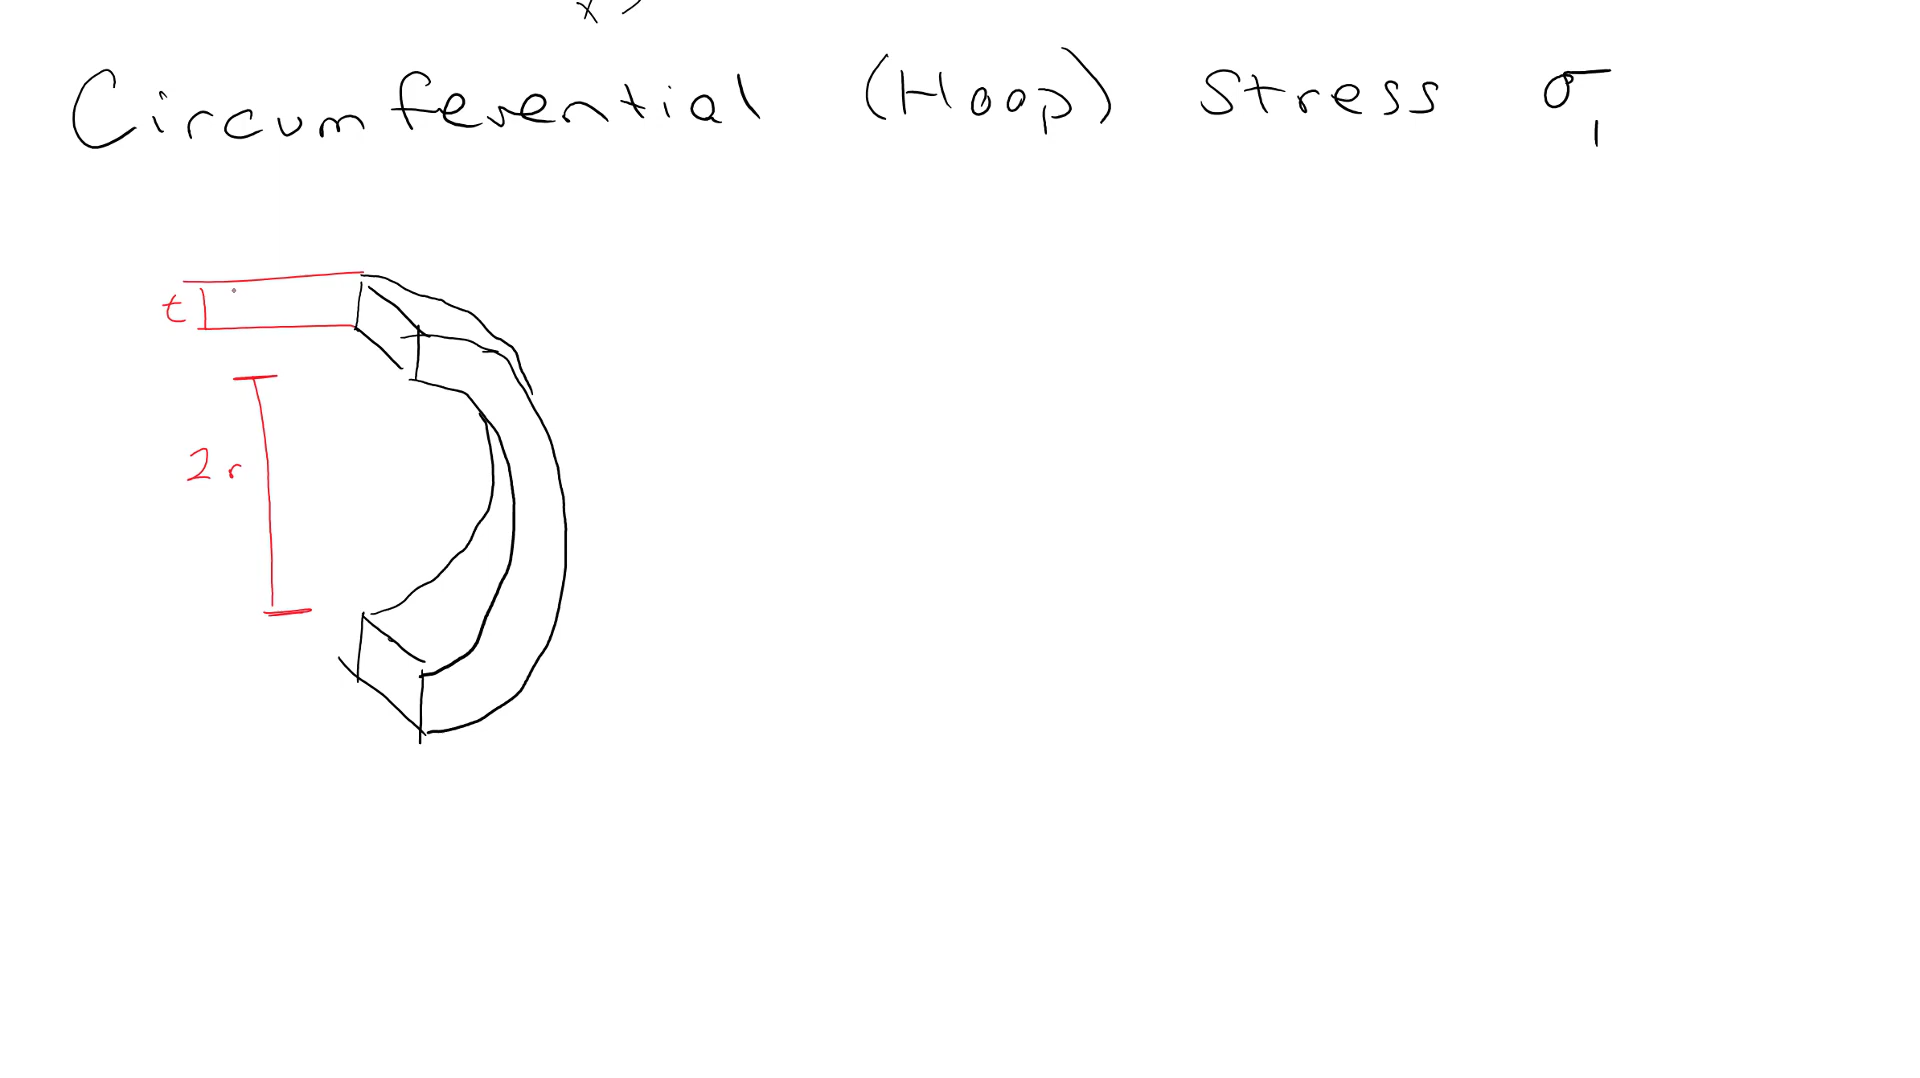 Circumferential (Hoop) Stress σ₁
t
2r